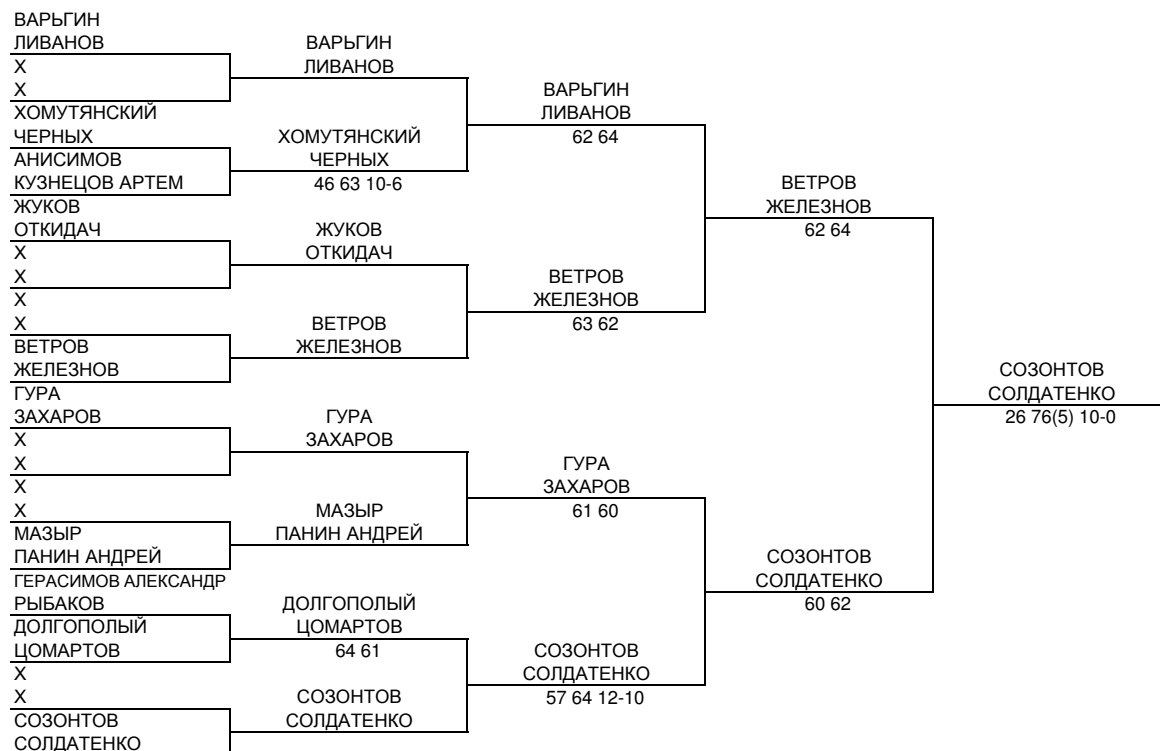 ВАРЬГИН
ЛИВАНОВ
Х
Х
ХОМУТЯНСКИЙ
ЧЕРНЫХ
АНИСИМОВ
КУЗНЕЦОВ АРТЕМ
ЖУКОВ
ОТКИДАЧ
Х
Х
Х
Х
ВЕТРОВ
ЖЕЛЕЗНОВ
ГУРА
ЗАХАРОВ
Х
Х
Х
Х
МАЗЫР
ПАНИН АНДРЕЙ
ГЕРАСИМОВ АЛЕКСАНДР
РЫБАКОВ
ДОЛГОПОЛЫЙ
ЦОМАРТОВ
Х
Х
СОЗОНТОВ
СОЛДАТЕНКО
ВАРЬГИН
ЛИВАНОВ
ХОМУТЯНСКИЙ
ЧЕРНЫХ
46 63 10-6
ЖУКОВ
ОТКИДАЧ
ВЕТРОВ
ЖЕЛЕЗНОВ
ГУРА
ЗАХАРОВ
МАЗЫР
ПАНИН АНДРЕЙ
ДОЛГОПОЛЫЙ
ЦОМАРТОВ
64 61
СОЗОНТОВ
СОЛДАТЕНКО
ВАРЬГИН
ЛИВАНОВ
62 64
ВЕТРОВ
ЖЕЛЕЗНОВ
63 62
ГУРА
ЗАХАРОВ
61 60
СОЗОНТОВ
СОЛДАТЕНКО
57 64 12-10
ВЕТРОВ
ЖЕЛЕЗНОВ
62 64
СОЗОНТОВ
СОЛДАТЕНКО
60 62
СОЗОНТОВ
СОЛДАТЕНКО
26 76(5) 10-0